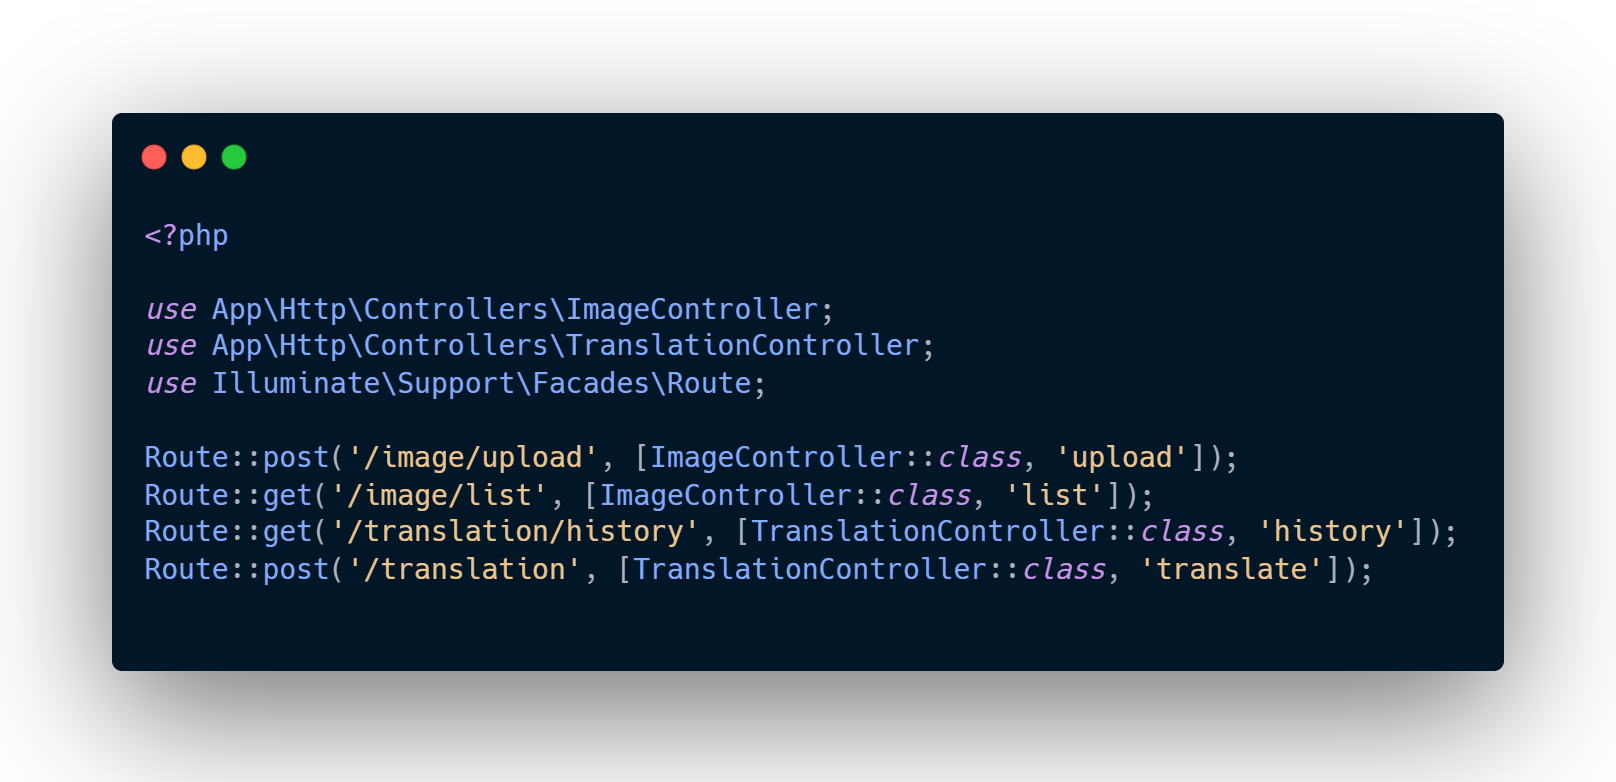 <?php
use App\Http\Controllers\ImageController;
use App\Http\Controllers\TranslationController;
use Illuminate\Support\Facades\Route;
Route::post('/image/upload', [ImageController::class, 'upload']);
Route::get('/image/list', [ImageController::class, 'list']);
Route::get('/translation/history', [TranslationController::class, 'history']);
Route::post('/translation', [TranslationController::class, 'translate']);